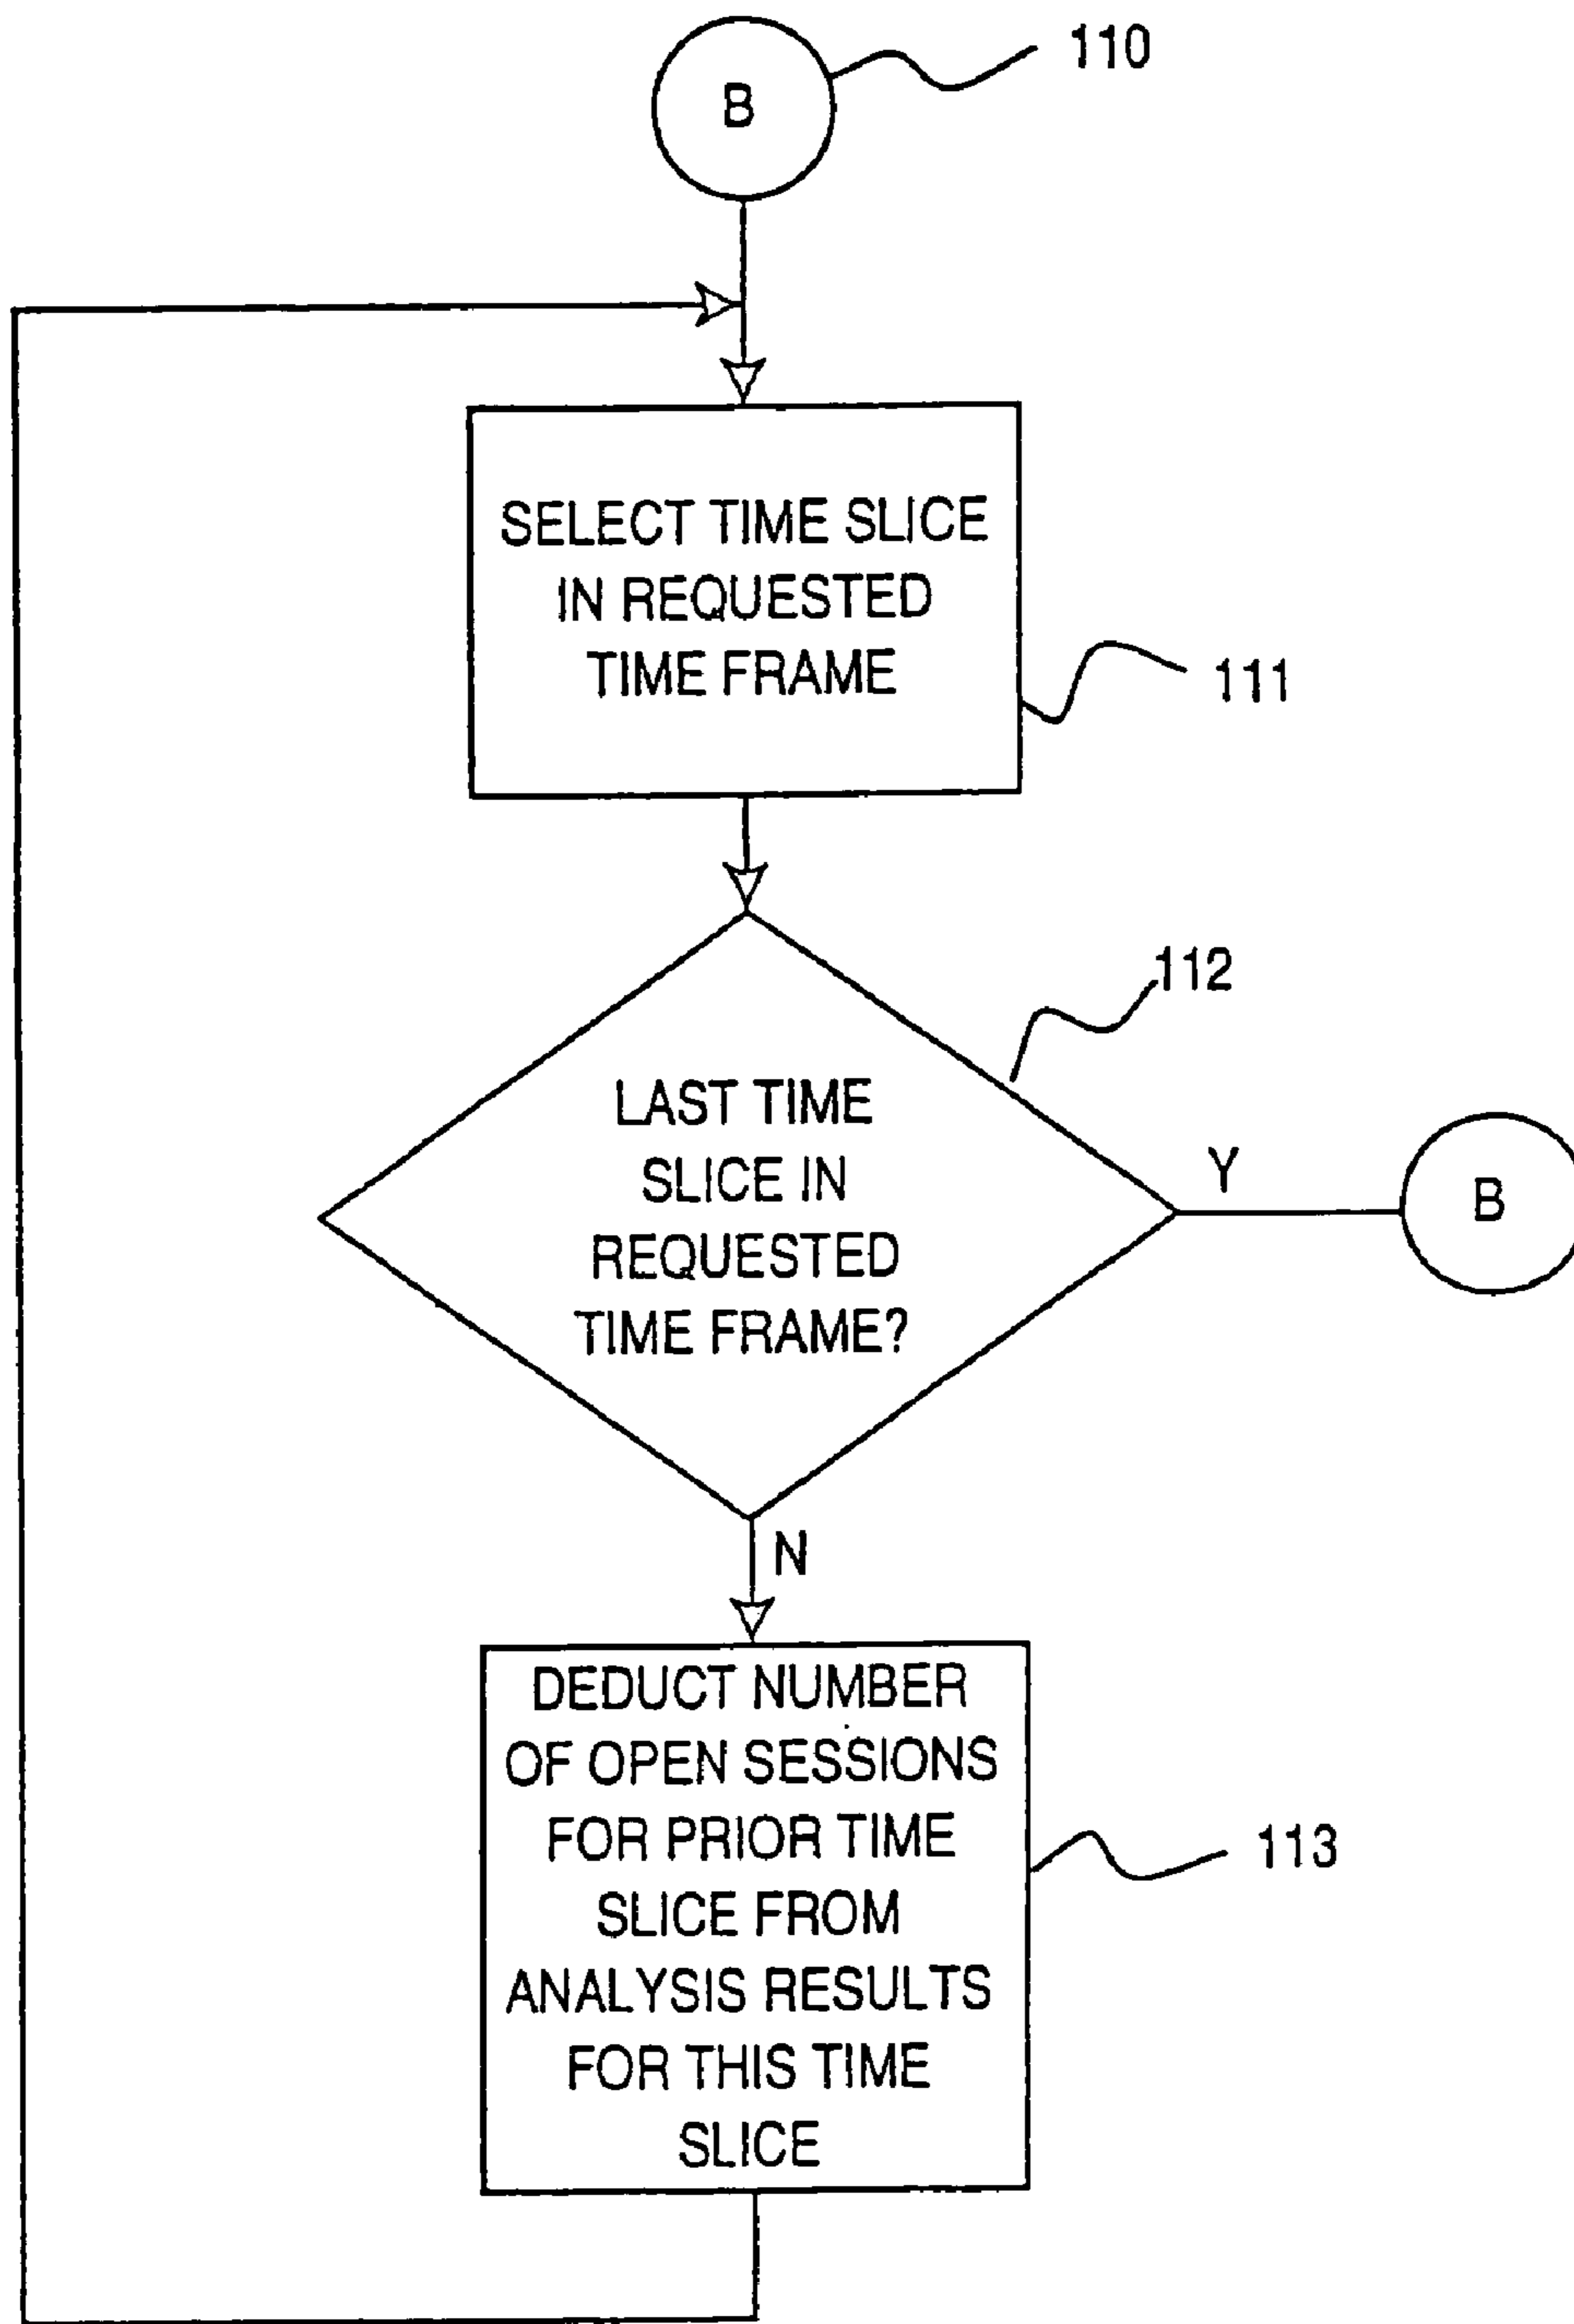 B
110
SELECT TIME SLICE
IN REQUESTED
TIME FRAME
111
112
LAST TIME
SLICE IN
REQUESTED
TIME FRAME?
Y
B
N
DEDUCT NUMBER
OF OPEN SESSIONS
FOR PRIOR TIME
SLICE FROM
ANALYSIS RESULTS
FOR THIS TIME
SLICE
113